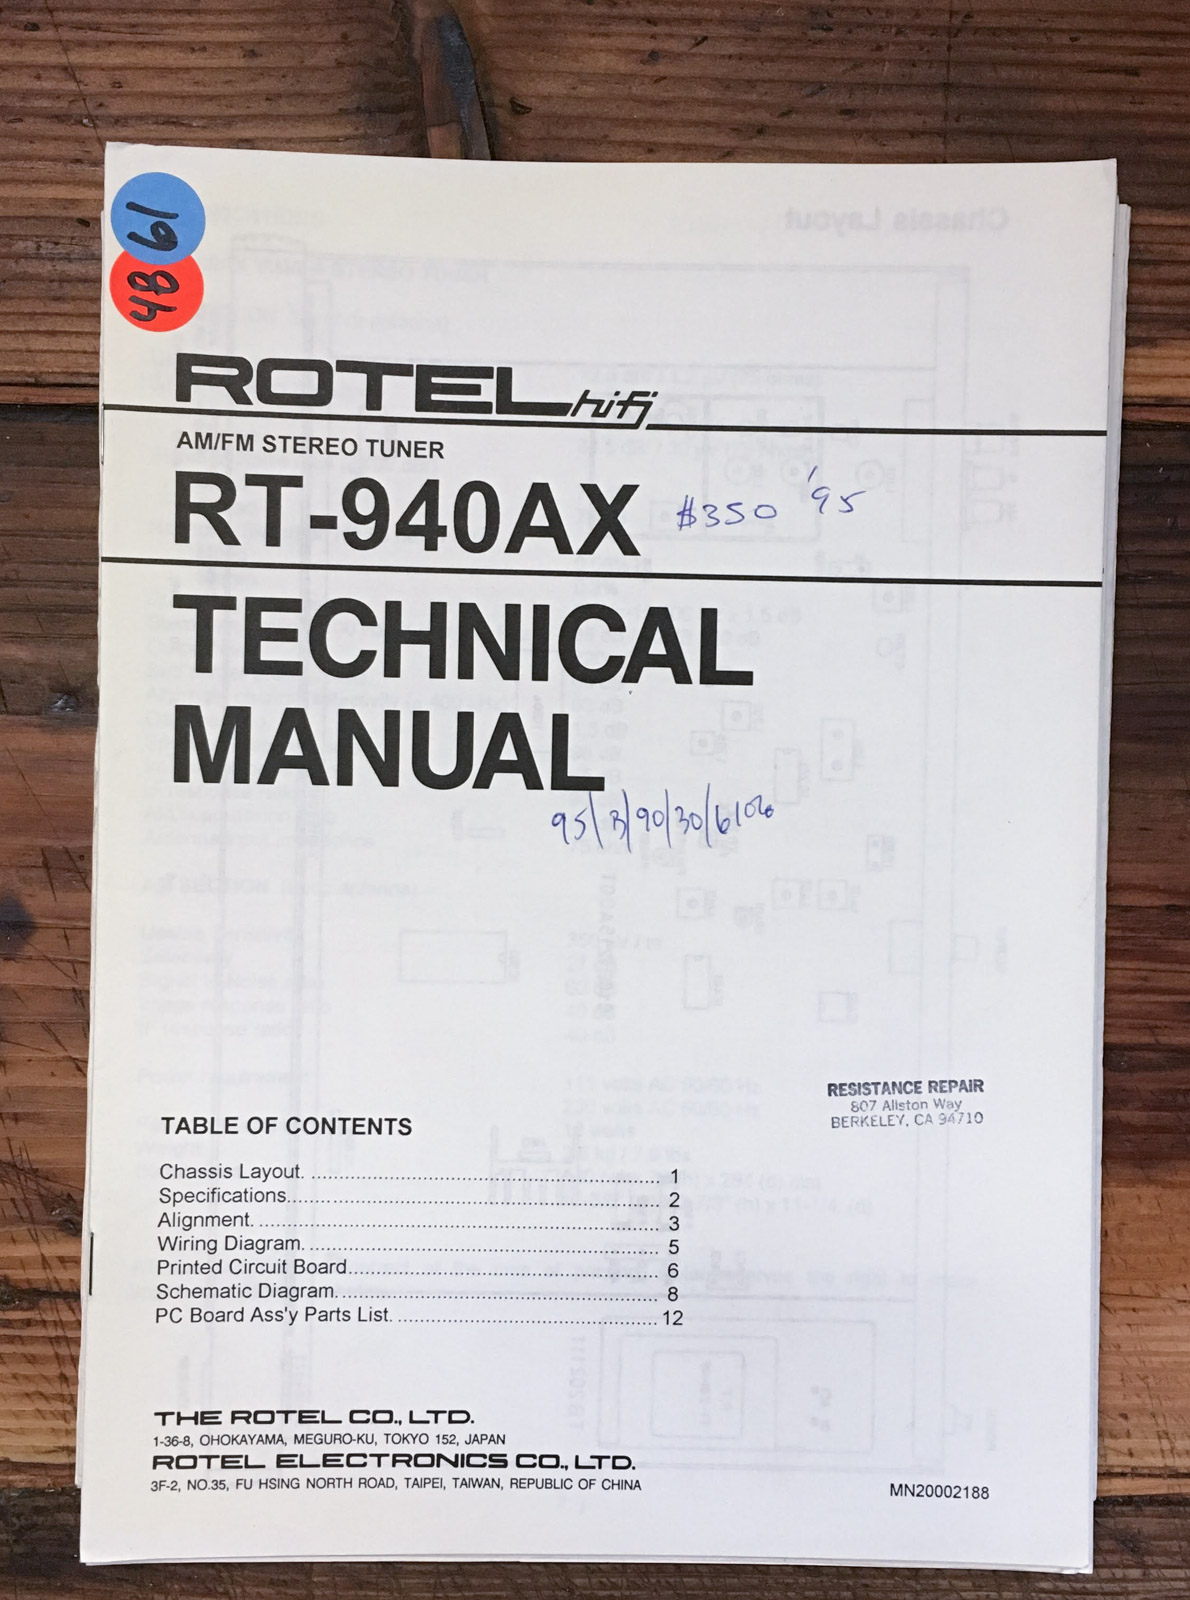 61
48
ROTEL hifi
AM/FM STEREO TUNER
RT-940AX $350 '95
TECHNICAL
MANUAL
95/3/90/30/6106
RESISTANCE REPAIR
807 Allston Way
BERKELEY, CA 94710
TABLE OF CONTENTS
Chassis Layout. ............................................................ 1
Specifications................................................................ 2
Alignment. .................................................................... 3
Wiring Diagram. ............................................................ 5
Printed Circuit Board..................................................... 6
Schematic Diagram. ...................................................... 8
PC Board Ass'y Parts List. ............................................ 12
THE ROTEL CO., LTD.
1-36-8, OHOKAYAMA, MEGURO-KU, TOKYO 152, JAPAN
ROTEL ELECTRONICS CO., LTD.
3F-2, NO.35, FU HSING NORTH ROAD, TAIPEI, TAIWAN, REPUBLIC OF CHINA
MN20002188